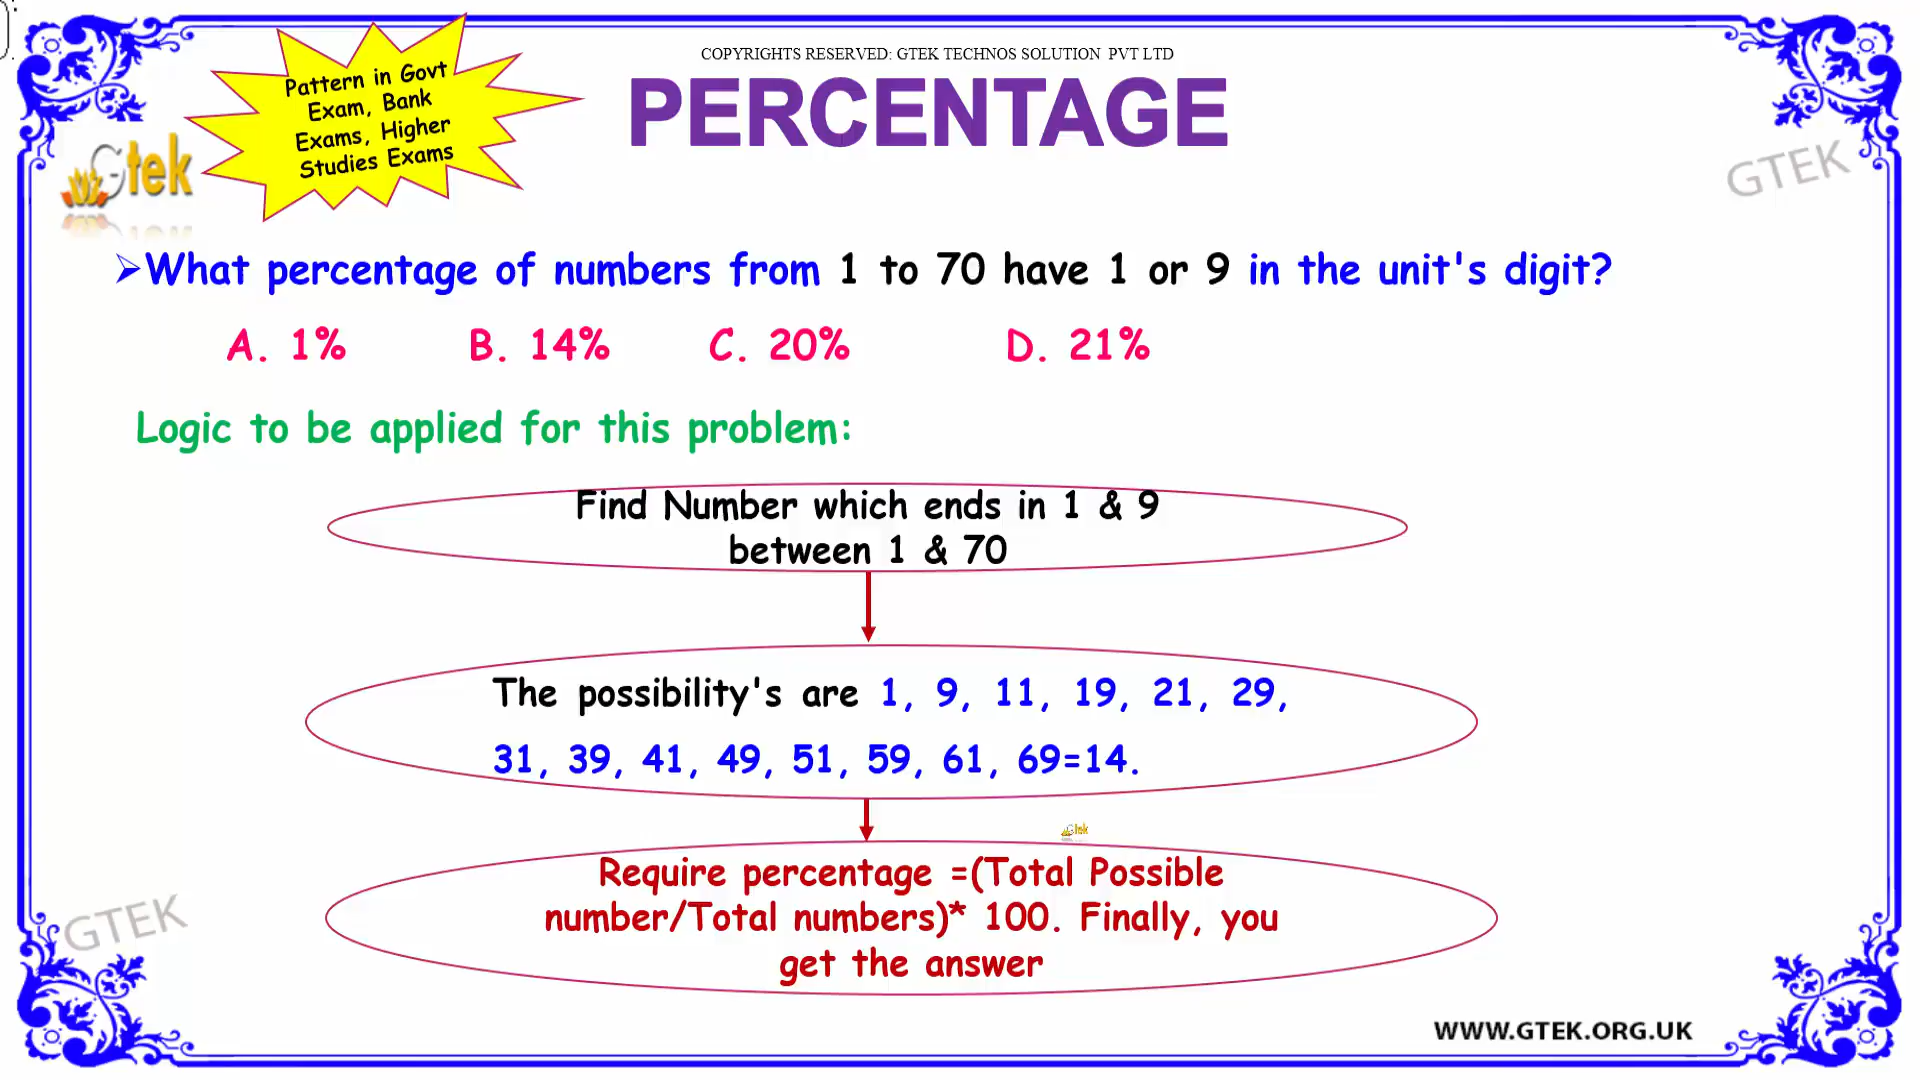 COPYRIGHTS RESERVED: GTEK TECHNOS SOLUTION PVT LTD
PERCENTAGE
Pattern in Govt
Exam, Bank
Exams, Higher
Studies Exams
Gtek
GTEK
➢What percentage of numbers from 1 to 70 have 1 or 9 in the unit's digit?
A. 1% B. 14% C. 20% D. 21%
Logic to be applied for this problem:
Find Number which ends in 1 & 9
between 1 & 70
The possibility's are 1, 9, 11, 19, 21, 29,
31, 39, 41, 49, 51, 59, 61, 69=14.
Gtek
Require percentage =(Total Possible
number/Total numbers)* 100. Finally, you
get the answer
GTEK
WWW.GTEK.ORG.UK